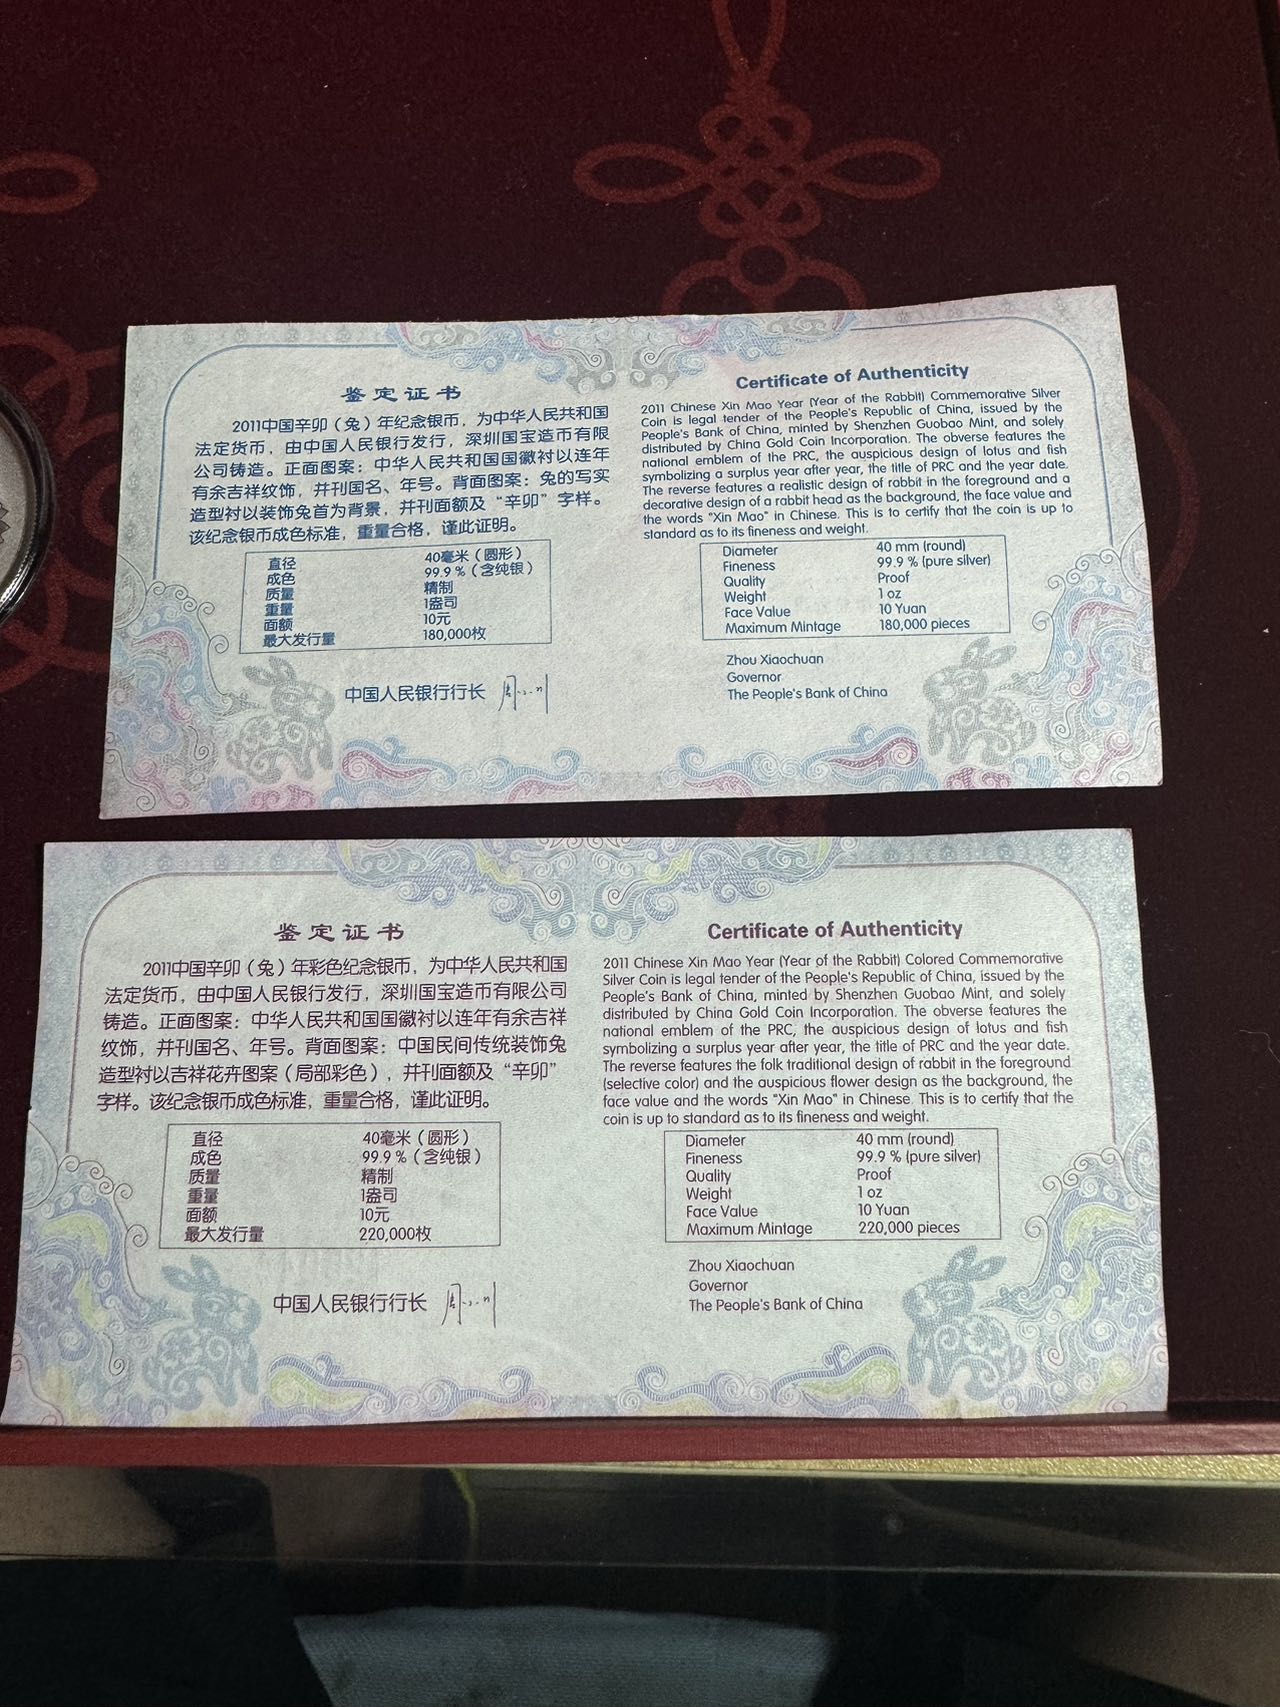 鉴定证书
2011中国辛卯（兔）年纪念银币，为中华人民共和国
法定货币，由中国人民银行发行，深圳国宝造币有限
公司铸造。正面图案：中华人民共和国国徽衬以连年
有余吉祥纹饰，并刊国名、年号。背面图案：兔的写实
造型衬以装饰兔首为背景，并刊面额及“辛卯”字样。
该纪念银币成色标准，重量合格，谨此证明。
直径 40毫米（圆形）
成色 99.9%（含纯银）
质量 精制
重量 1盎司
面额 10元
最大发行量 180,000枚
中国人民银行行长
Certificate of Authenticity
2011 Chinese Xin Mao Year (Year of the Rabbit) Commemorative Silver
Coin is legal tender of the People's Republic of China, issued by the
People's Bank of China, minted by Shenzhen Guobao Mint, and solely
distributed by China Gold Coin Incorporation. The obverse features the
national emblem of the PRC, the auspicious design of lotus and fish
symbolizing a surplus year after year, the title of PRC and the year date.
The reverse features a realistic design of rabbit in the foreground and a
decorative design of a rabbit head as the background, the face value and
the words "Xin Mao" in Chinese. This is to certify that the coin is up to
standard as to its fineness and weight.
Diameter 40 mm (round)
Fineness 99.9 % (pure silver)
Quality Proof
Weight 1 oz
Face Value 10 Yuan
Maximum Mintage 180,000 pieces
Zhou Xiaochuan
Governor
The People's Bank of China
鉴定证书
2011中国辛卯（兔）年彩色纪念银币，为中华人民共和国
法定货币，由中国人民银行发行，深圳国宝造币有限公司
铸造。正面图案：中华人民共和国国徽衬以连年有余吉祥
纹饰，并刊国名、年号。背面图案：中国民间传统装饰兔
造型衬以吉祥花卉图案（局部彩色），并刊面额及“辛卯”
字样。该纪念银币成色标准，重量合格，谨此证明。
直径 40毫米（圆形）
成色 99.9%（含纯银）
质量 精制
重量 1盎司
面额 10元
最大发行量 220,000枚
中国人民银行行长
Certificate of Authenticity
2011 Chinese Xin Mao Year (Year of the Rabbit) Colored Commemorative
Silver Coin is legal tender of the People's Republic of China, issued by the
People's Bank of China, minted by Shenzhen Guobao Mint, and solely
distributed by China Gold Coin Incorporation. The obverse features the
national emblem of the PRC, the auspicious design of lotus and fish
symbolizing a surplus year after year, the title of PRC and the year date.
The reverse features the folk traditional design of rabbit in the foreground
(selective color) and the auspicious flower design as the background, the
face value and the words "Xin Mao" in Chinese. This is to certify that the
coin is up to standard as to its fineness and weight.
Diameter 40 mm (round)
Fineness 99.9 % (pure silver)
Quality Proof
Weight 1 oz
Face Value 10 Yuan
Maximum Mintage 220,000 pieces
Zhou Xiaochuan
Governor
The People's Bank of China